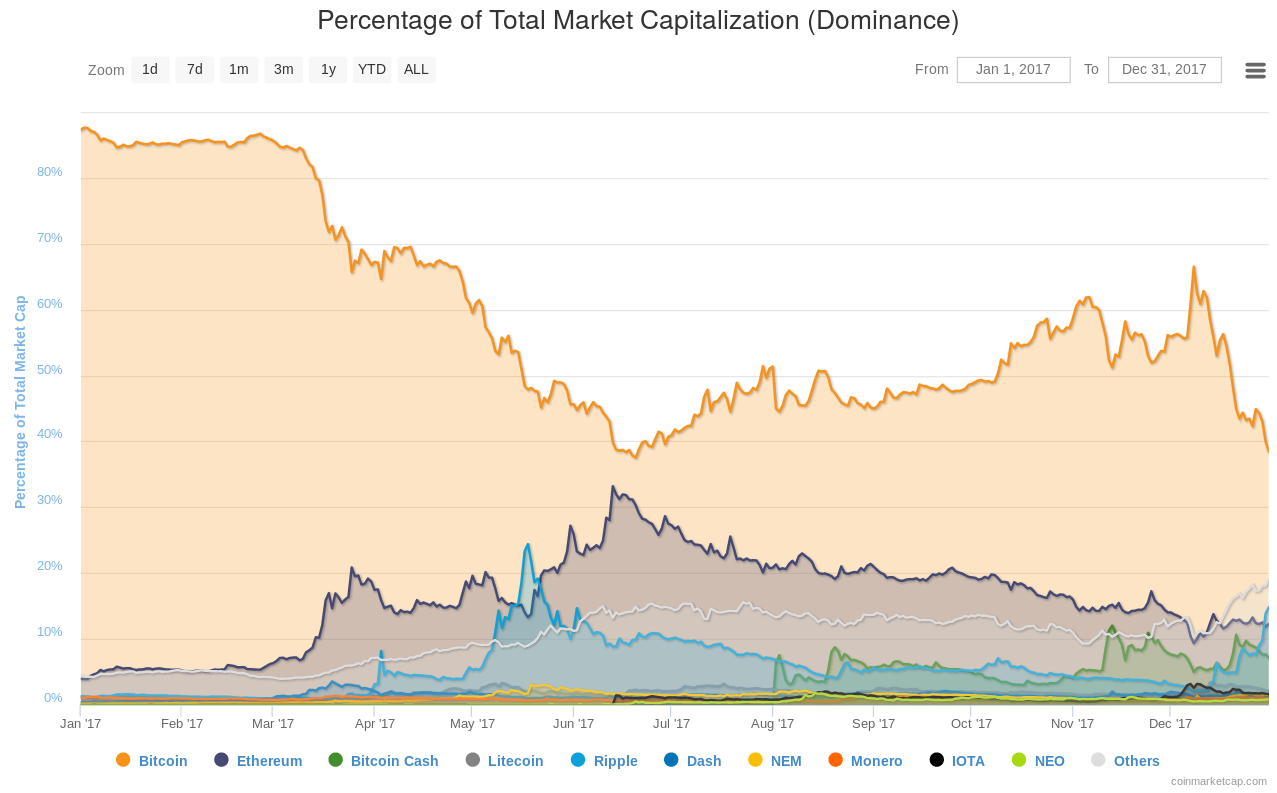 Percentage of Total Market Capitalization (Dominance)
Zoom 1d 7d 1m 3m 1y YTD ALL From Jan 1, 2017 To Dec 31, 2017
Percentage of Total Market Cap
80%
70%
60%
50%
40%
30%
20%
10%
0%
Jan '17 Feb '17 Mar '17 Apr '17 May '17 Jun '17 Jul '17 Aug '17 Sep '17 Oct '17 Nov '17 Dec '17
Bitcoin Ethereum Bitcoin Cash Litecoin Ripple Dash NEM Monero IOTA NEO Others
coinmarketcap.com